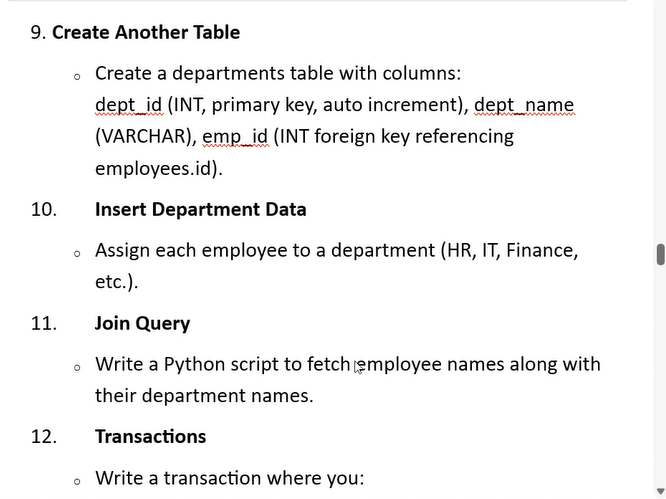 9. Create Another Table
o Create a departments table with columns:
dept_id (INT, primary key, auto increment), dept_name
(VARCHAR), emp_id (INT foreign key referencing
employees.id).
10. Insert Department Data
o Assign each employee to a department (HR, IT, Finance,
etc.).
11. Join Query
o Write a Python script to fetch employee names along with
their department names.
12. Transactions
o Write a transaction where you: